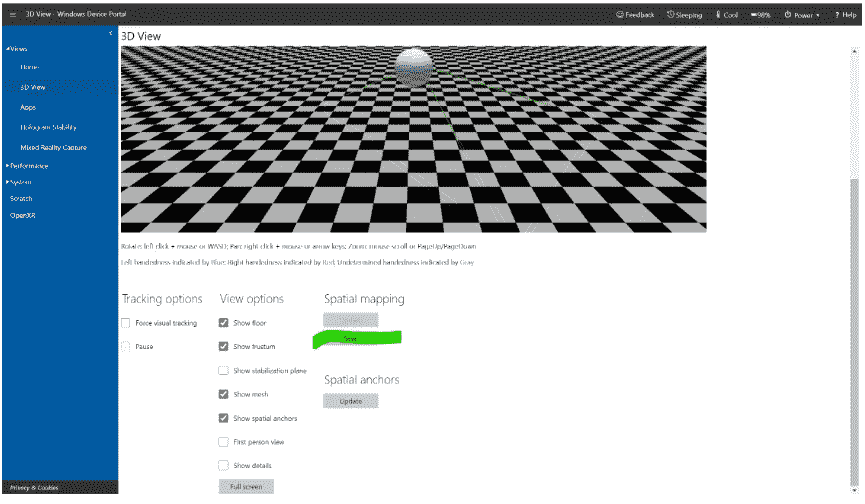 3D View - Windows Device Portal
Feedback
Sleeping
Cool
98%
Power
? Help
Views
Home
3D View
Apps
Hologram Stability
Mixed Reality Capture
Performance
System
Scratch
OpenXR
Privacy & Cookies
3D View
Rotate: left click + mouse or WASD; Pan: right click + mouse or arrow keys; Zoom: mouse scroll or PageUp/PageDown
Left handedness indicated by Blue; Right handedness indicated by Red; Undetermined handedness indicated by Gray
Tracking options
Force visual tracking
Pause
View options
Show floor
Show frustum
Show stabilization plane
Show mesh
Show spatial anchors
First person view
Show details
Full screen
Spatial mapping
Save
Spatial anchors
Update